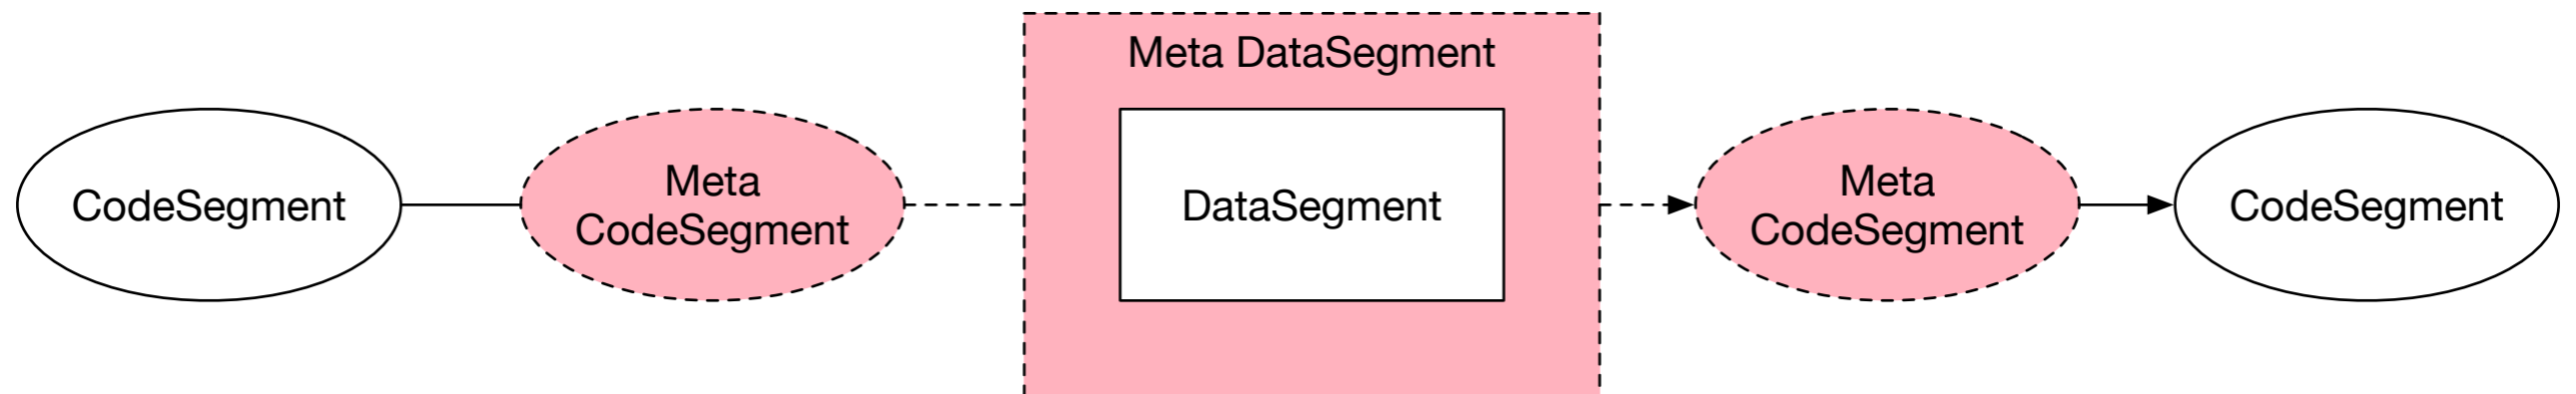 Meta DataSegment
CodeSegment
Meta
CodeSegment
DataSegment
Meta
CodeSegment
CodeSegment